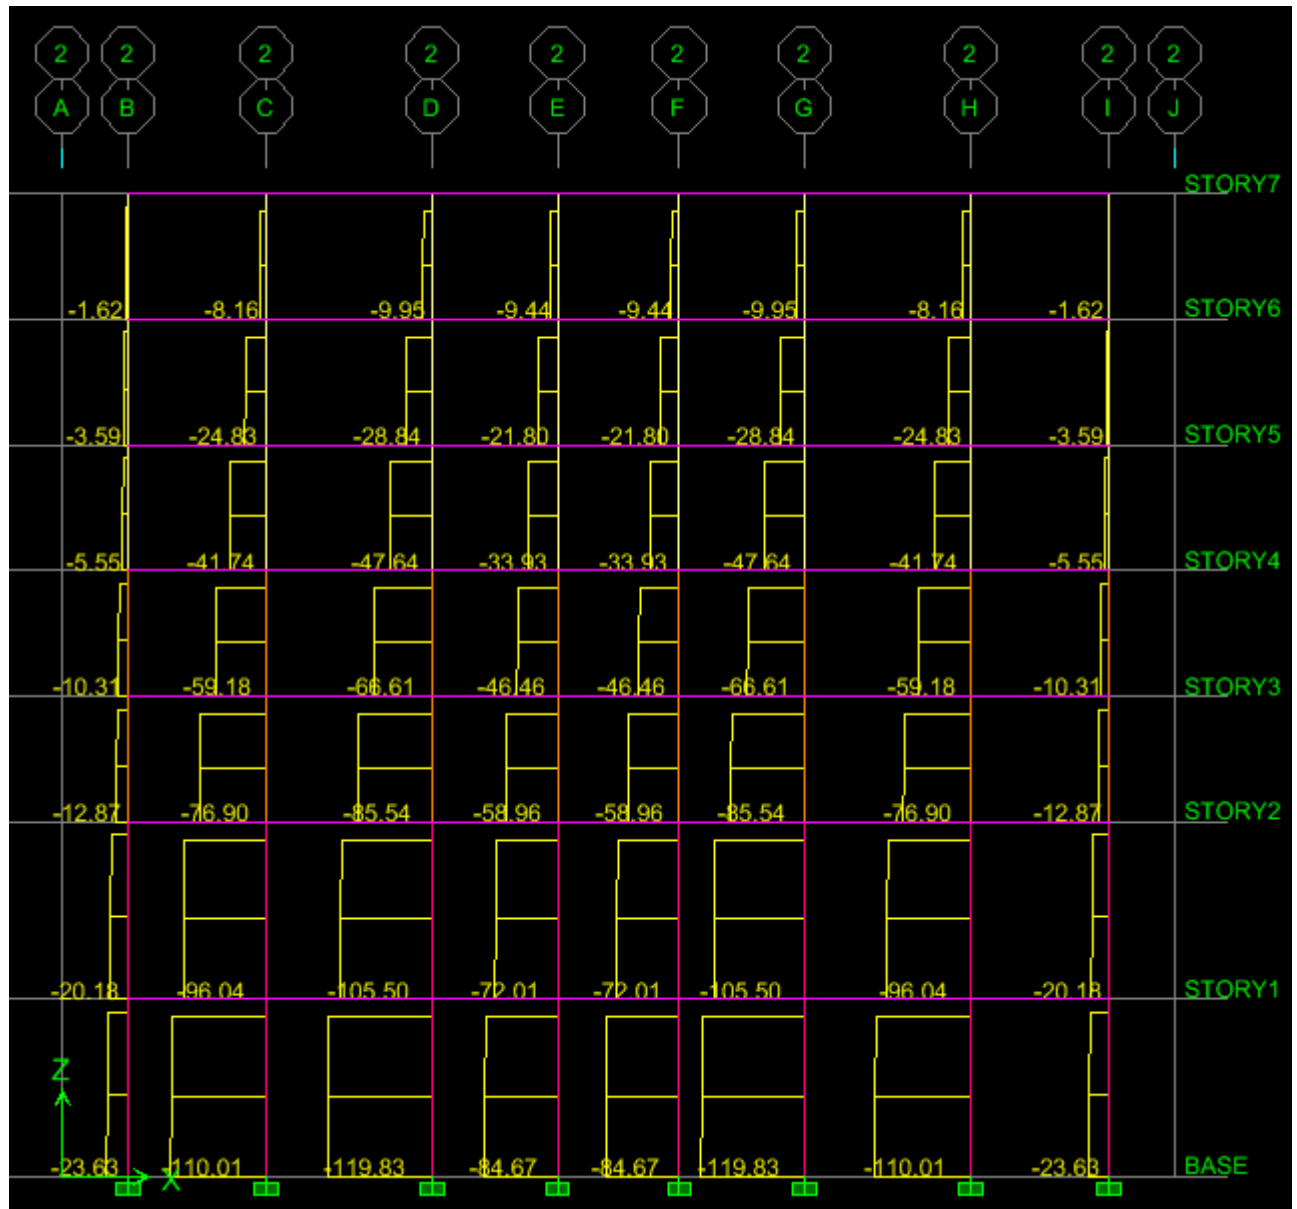 2 2 2 2 2 2 2 2 2 2
A B C D E F G H I J
STORY7
-1.62 -8.16 -9.95 -9.44 -9.44 -9.95 -8.16 -1.62 STORY6
-3.59 -24.83 -28.84 -21.80 -21.80 -28.84 -24.83 -3.59 STORY5
-5.55 -41.74 -47.64 -33.93 -33.93 -47.64 -41.74 -5.55 STORY4
-10.31 -59.18 -66.61 -46.46 -46.46 -66.61 -59.18 -10.31 STORY3
-12.87 -76.90 -85.54 -58.96 -58.96 -85.54 -76.90 -12.87 STORY2
-20.18 -96.04 -105.50 -72.01 -72.01 -105.50 -96.04 -20.18 STORY1
Z
-23.63 -110.01 -119.83 -84.67 -84.67 -119.83 -110.01 -23.63 BASE
X